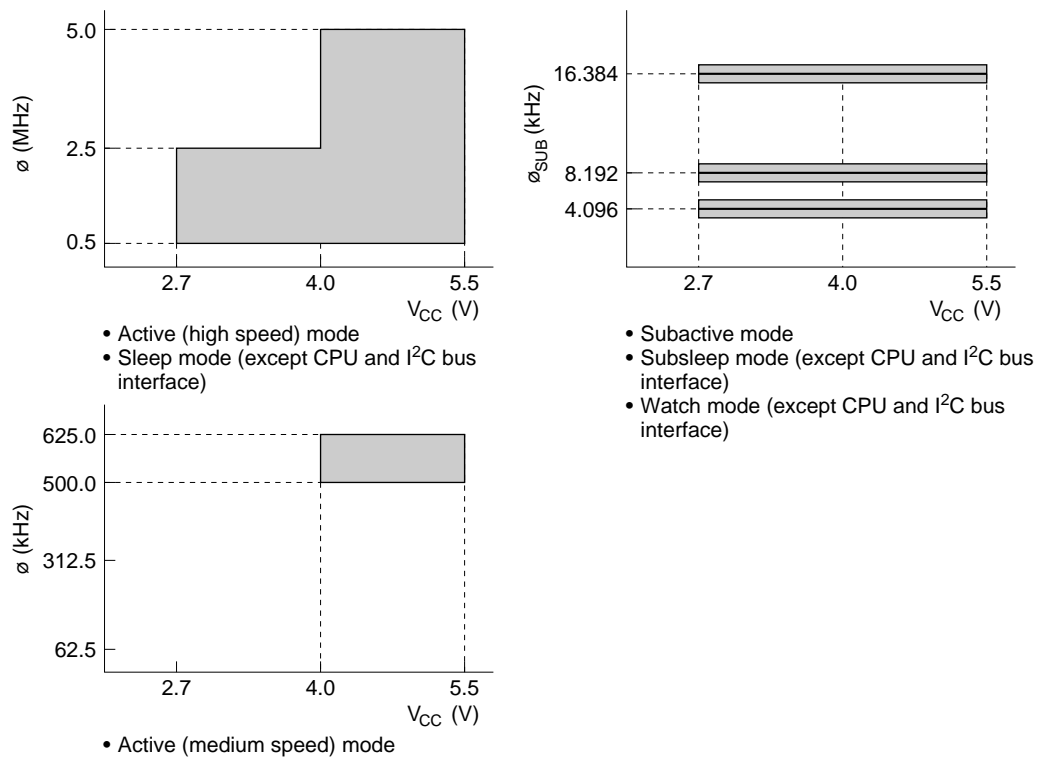 5.0
2.5
0.5
ø (MHz)
2.7 4.0 5.5
VCC (V)
• Active (high speed) mode
• Sleep mode (except CPU and I2C bus
interface)
16.384
8.192
4.096
øSUB (kHz)
2.7 4.0 5.5
VCC (V)
• Subactive mode
• Subsleep mode (except CPU and I2C bus
interface)
• Watch mode (except CPU and I2C bus
interface)
625.0
500.0
312.5
62.5
ø (kHz)
2.7 4.0 5.5
VCC (V)
• Active (medium speed) mode